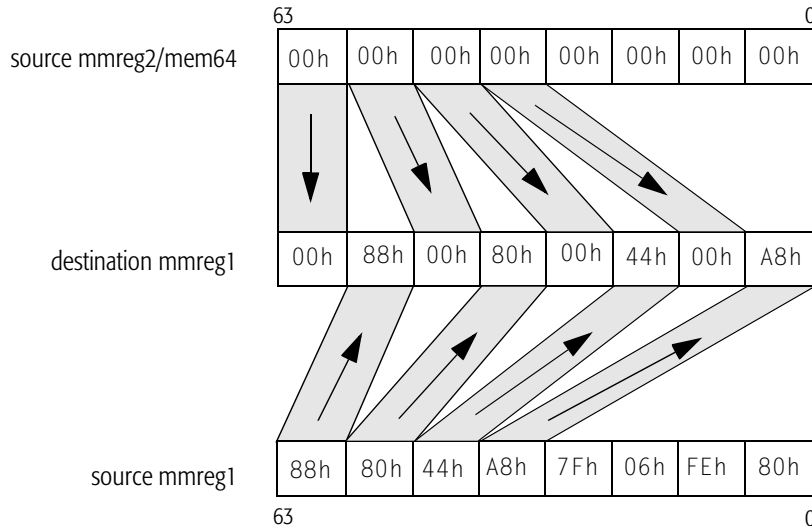 63 0
source mmreg2/mem64 00h 00h 00h 00h 00h 00h 00h 00h
destination mmreg1 00h 88h 00h 80h 00h 44h 00h A8h
source mmreg1 88h 80h 44h A8h 7Fh 06h FEh 80h
63 0